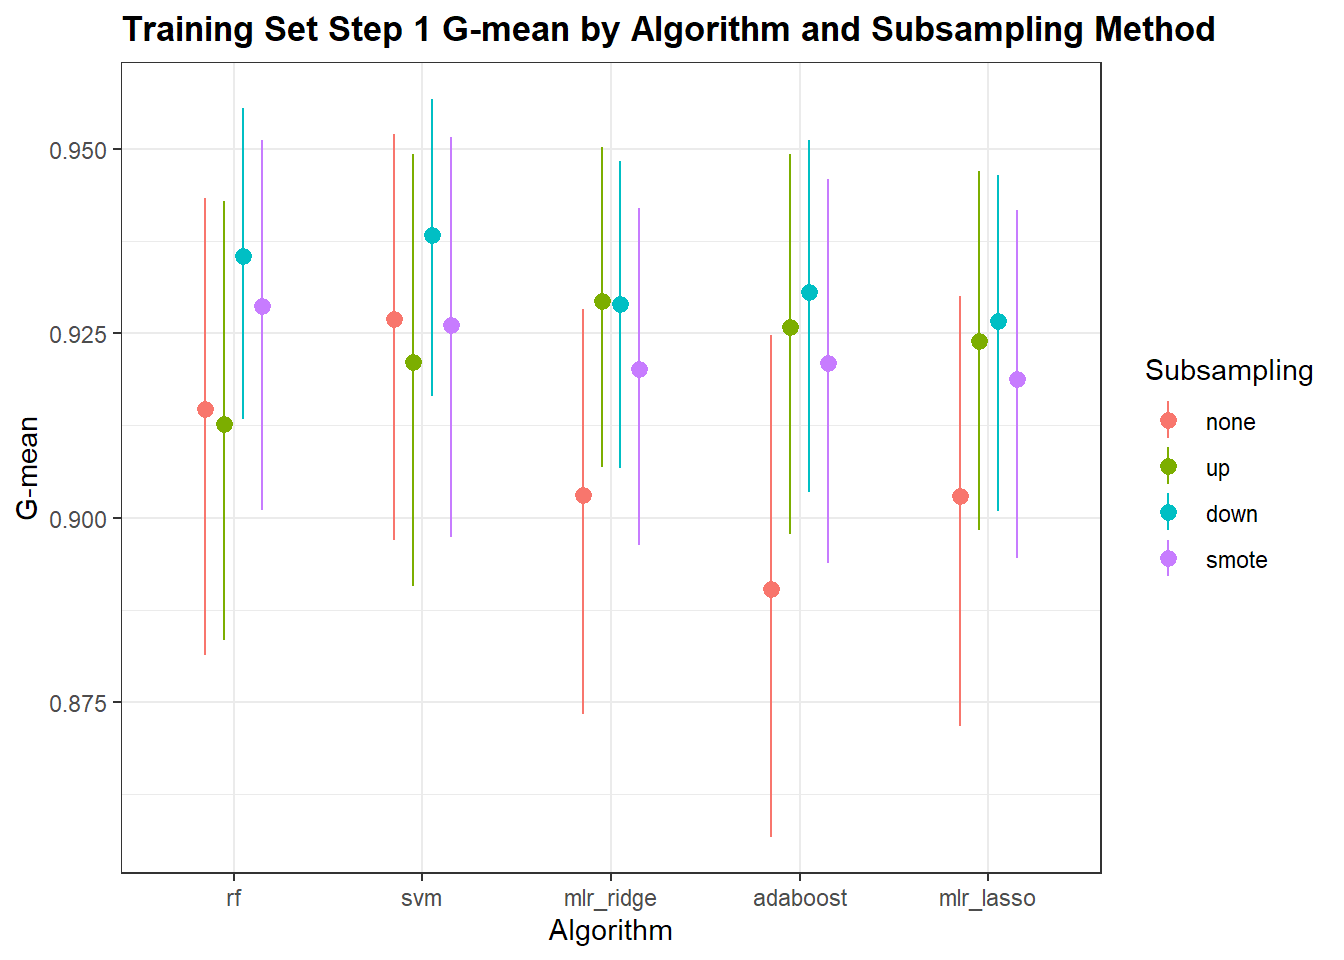 Training Set Step 1 G-mean by Algorithm and Subsampling Method
G-mean
0.950
0.925
0.900
0.875
rf svm mlr_ridge adaboost mlr_lasso
Algorithm
Subsampling
none
up
down
smote